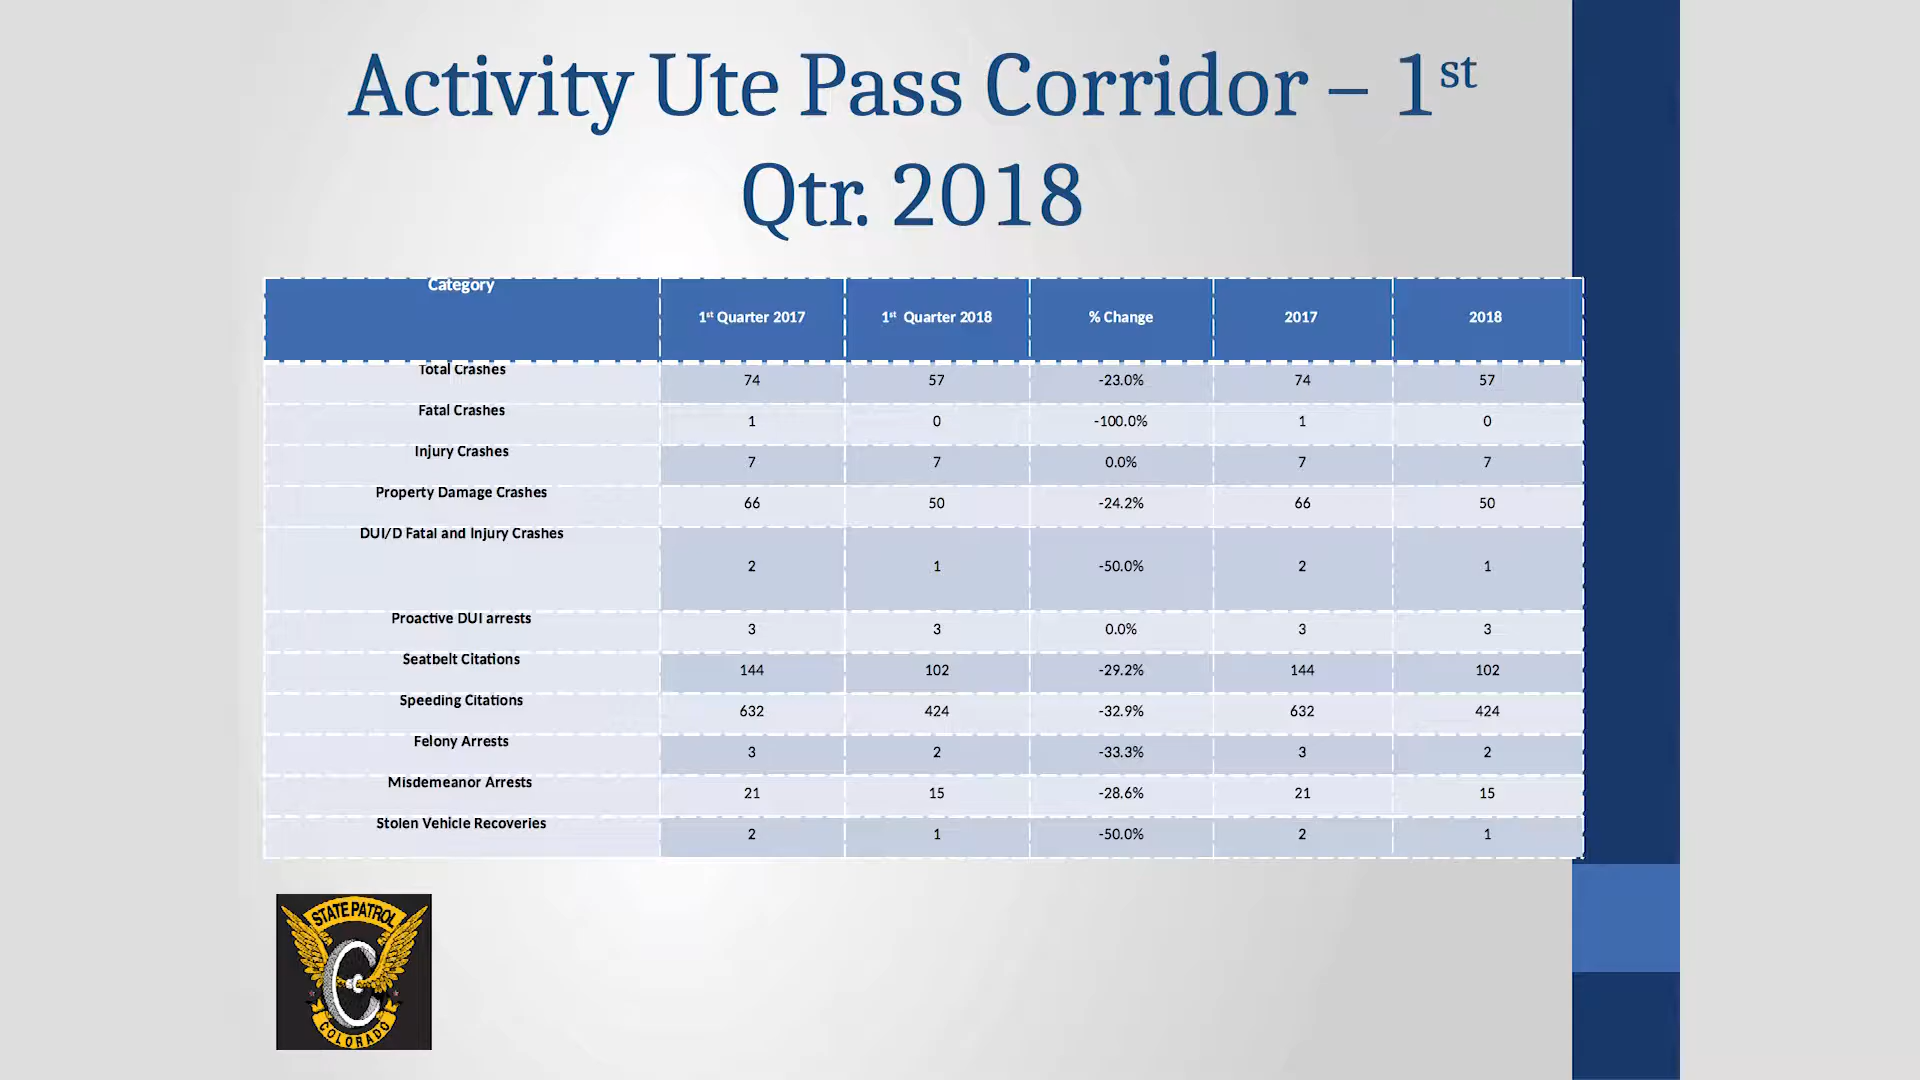 Activity Ute Pass Corridor – 1st
Qtr. 2018
Category 1st Quarter 2017 1st Quarter 2018 % Change 2017 2018
Total Crashes 74 57 -23.0% 74 57
Fatal Crashes 1 0 -100.0% 1 0
Injury Crashes 7 7 0.0% 7 7
Property Damage Crashes 66 50 -24.2% 66 50
DUI/D Fatal and Injury Crashes 2 1 -50.0% 2 1
Proactive DUI arrests 3 3 0.0% 3 3
Seatbelt Citations 144 102 -29.2% 144 102
Speeding Citations 632 424 -32.9% 632 424
Felony Arrests 3 2 -33.3% 3 2
Misdemeanor Arrests 21 15 -28.6% 21 15
Stolen Vehicle Recoveries 2 1 -50.0% 2 1
STATE PATROL
C
COLORADO